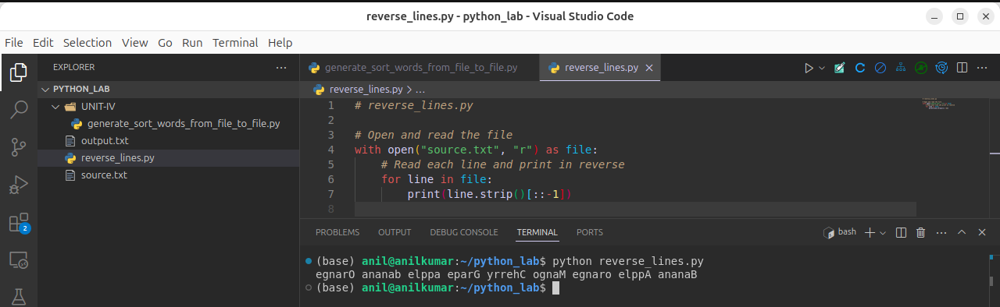 reverse_lines.py - python_lab - Visual Studio Code
File Edit Selection View Go Run Terminal Help
EXPLORER
PYTHON_LAB
UNIT-IV
generate_sort_words_from_file_to_file.py
output.txt
reverse_lines.py
source.txt
2
generate_sort_words_from_file_to_file.py reverse_lines.py
reverse_lines.py > ...
1 # reverse_lines.py
2
3 # Open and read the file
4 with open("source.txt", "r") as file:
5     # Read each line and print in reverse
6     for line in file:
7         print(line.strip()[::-1])
8
PROBLEMS OUTPUT DEBUG CONSOLE TERMINAL PORTS bash
(base) anil@anilkumar:~/python_lab$ python reverse_lines.py
egnarO ananab elppa eparG yrrehC ognaM egnaro elppA ananaB
(base) anil@anilkumar:~/python_lab$